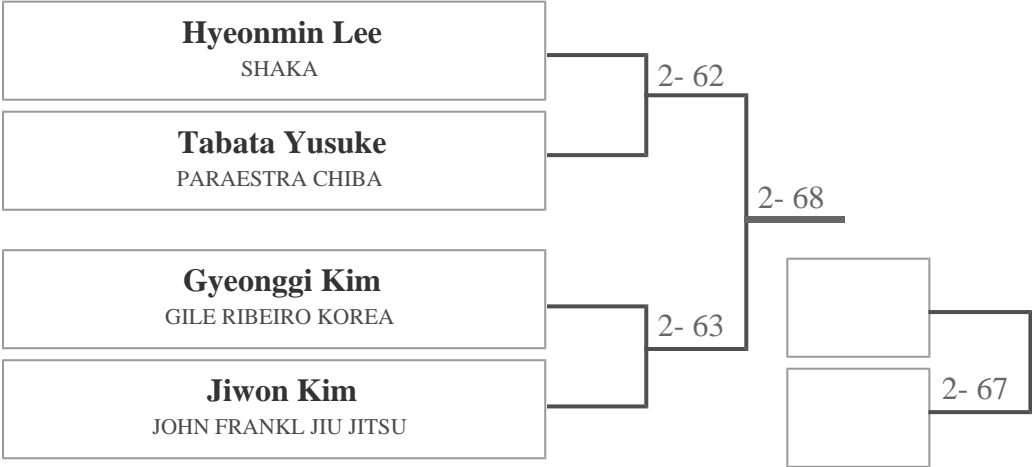 Hyeonmin Lee
SHAKA
2- 62
Tabata Yusuke
PARAESTRA CHIBA
2- 68
Gyeonggi Kim
GILE RIBEIRO KOREA
2- 63
Jiwon Kim
JOHN FRANKL JIU JITSU
2- 67